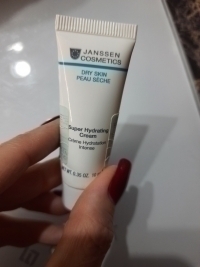 JANSSEN
COSMETICS
DRY SKIN
PEAU SÈCHE
Super Hydrating
Cream
Crème Hydratation
Intense